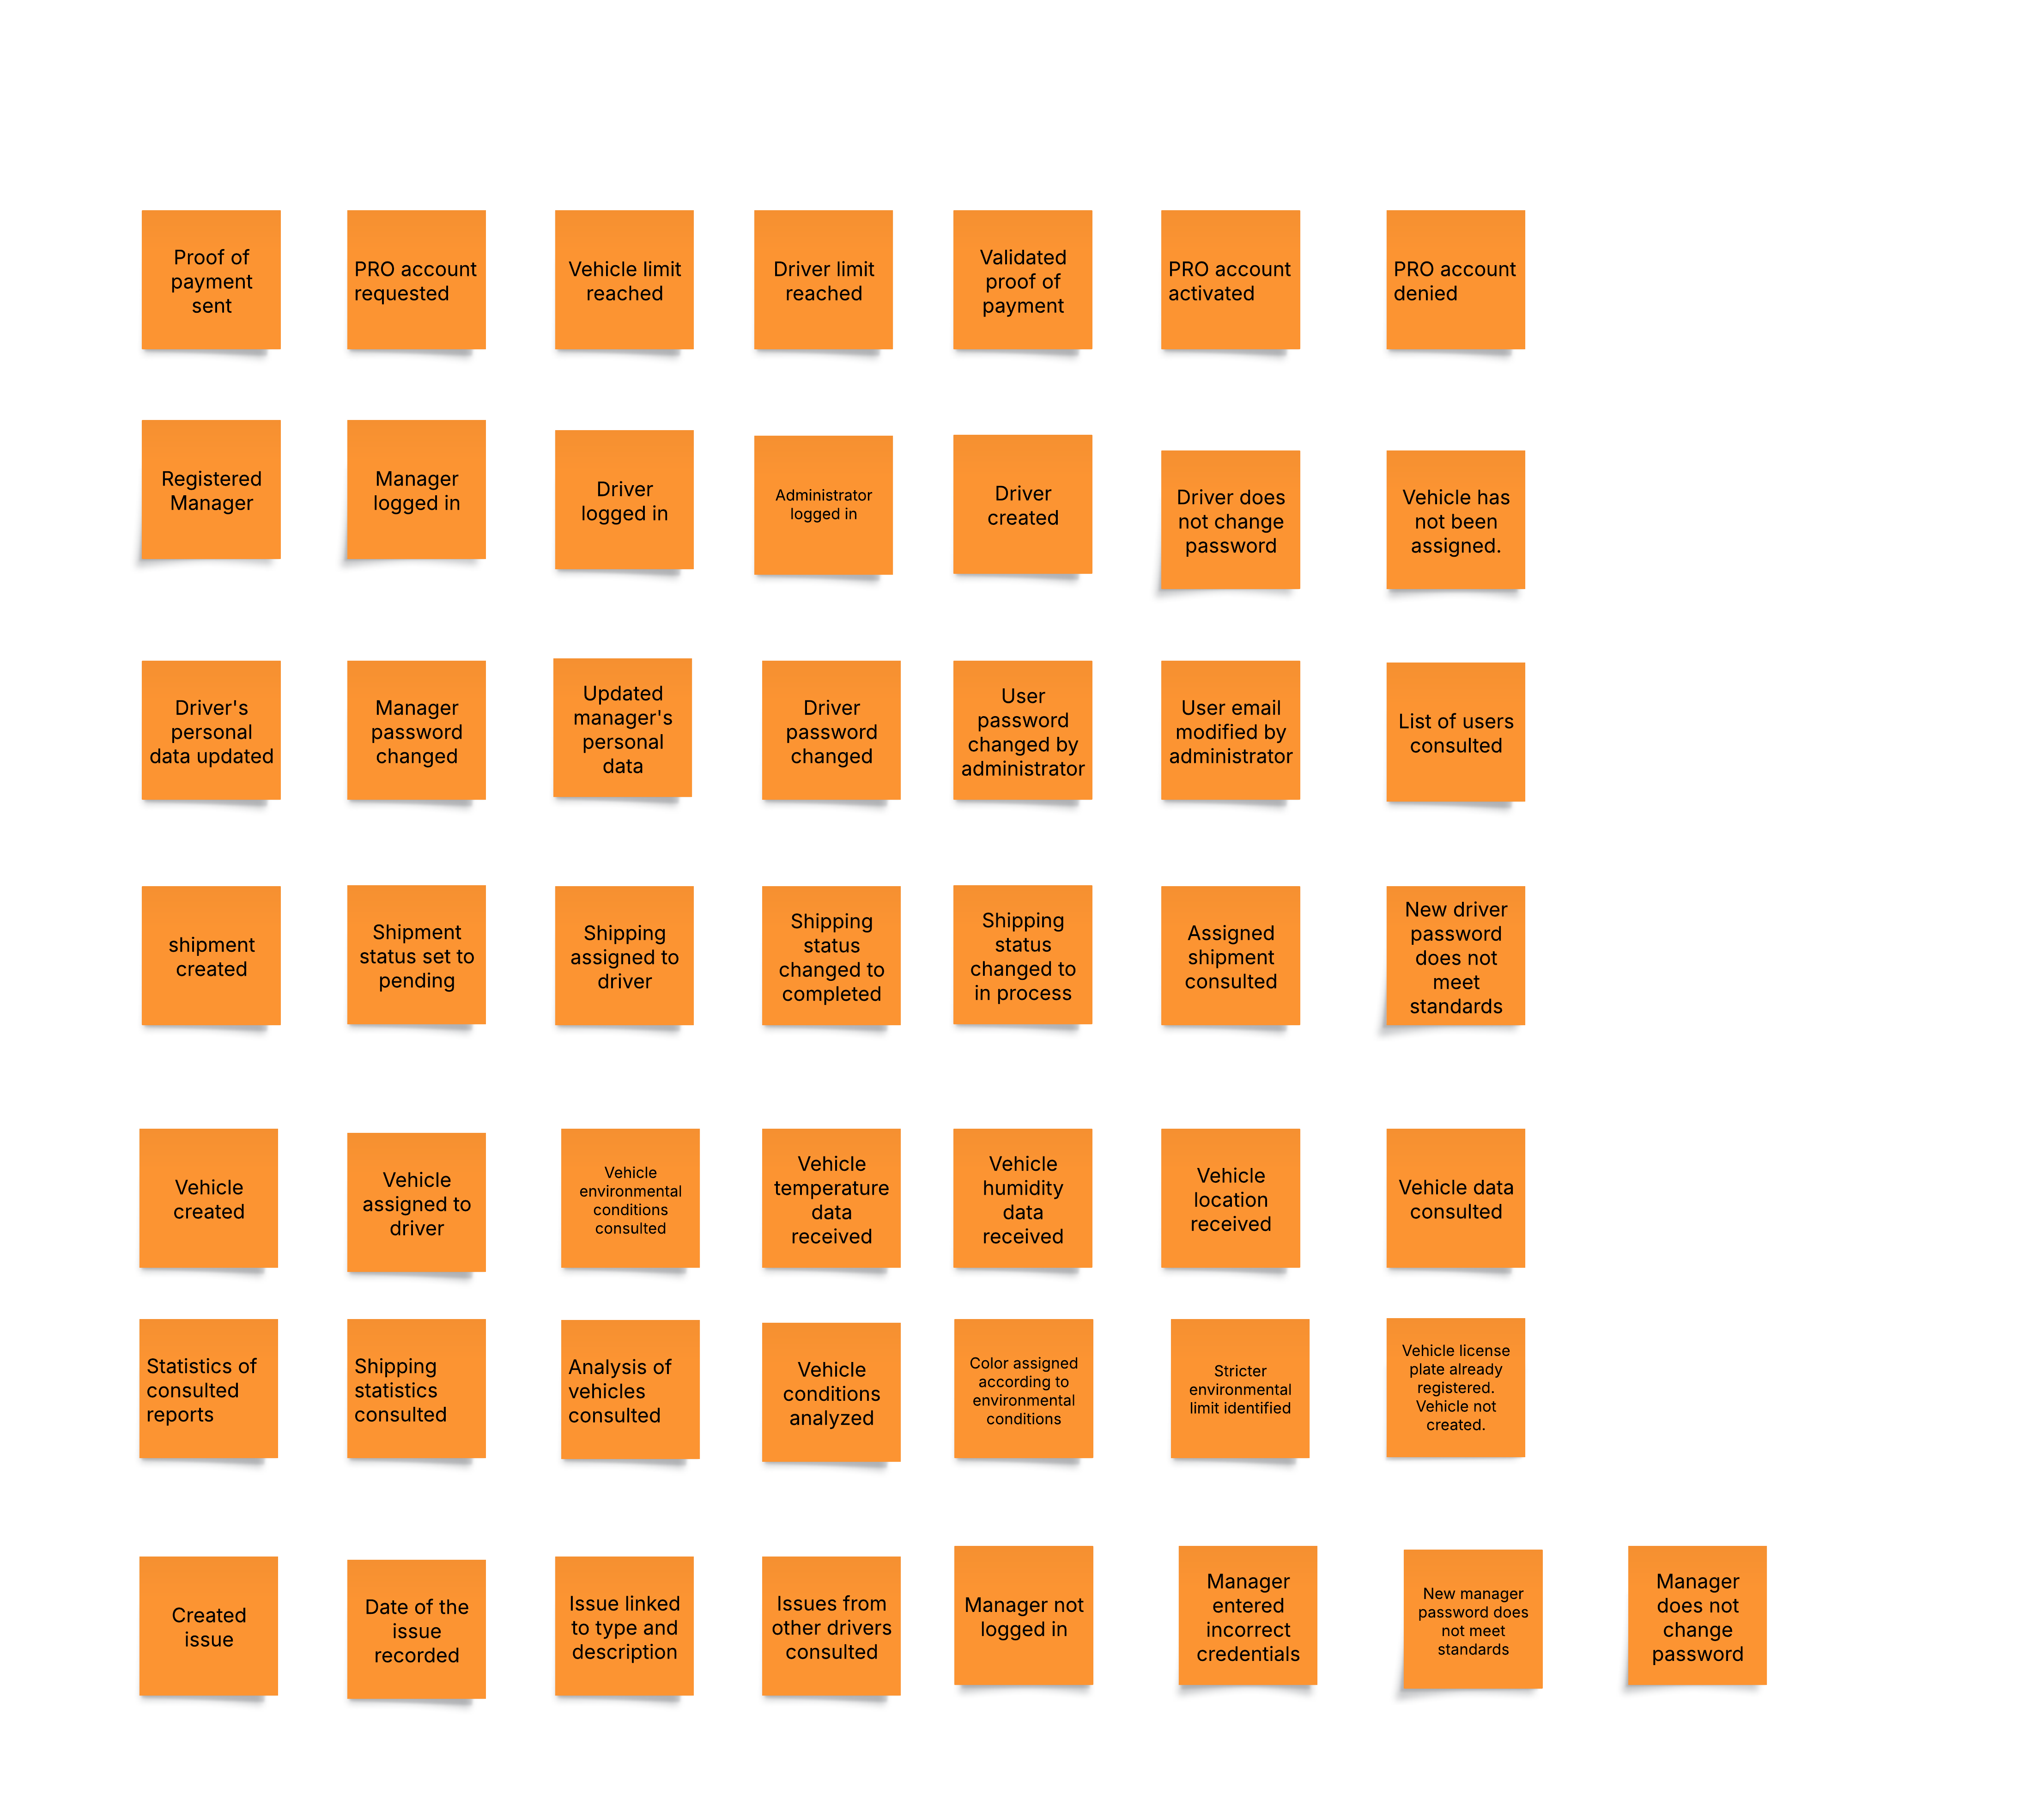 Proof of
payment
sent
PRO account
requested
Vehicle limit
reached
Driver limit
reached
Validated
proof of
payment
PRO account
activated
PRO account
denied
Registered
Manager
Manager
logged in
Driver
logged in
Administrator
logged in
Driver
created
Driver does
not change
password
Vehicle has
not been
assigned.
Driver's
personal
data updated
Manager
password
changed
Updated
manager's
personal
data
Driver
password
changed
User
password
changed by
administrator
User email
modified by
administrator
List of users
consulted
shipment
created
Shipment
status set to
pending
Shipping
assigned to
driver
Shipping
status
changed to
completed
Shipping
status
changed to
in process
Assigned
shipment
consulted
New driver
password
does not
meet
standards
Vehicle
created
Vehicle
assigned to
driver
Vehicle
environmental
conditions
consulted
Vehicle
temperature
data
received
Vehicle
humidity
data
received
Vehicle
location
received
Vehicle data
consulted
Statistics of
consulted
reports
Shipping
statistics
consulted
Analysis of
vehicles
consulted
Vehicle
conditions
analyzed
Color assigned
according to
environmental
conditions
Stricter
environmental
limit identified
Vehicle license
plate already
registered.
Vehicle not
created.
Created
issue
Date of the
issue
recorded
Issue linked
to type and
description
Issues from
other drivers
consulted
Manager not
logged in
Manager
entered
incorrect
credentials
New manager
password does
not meet
standards
Manager
does not
change
password